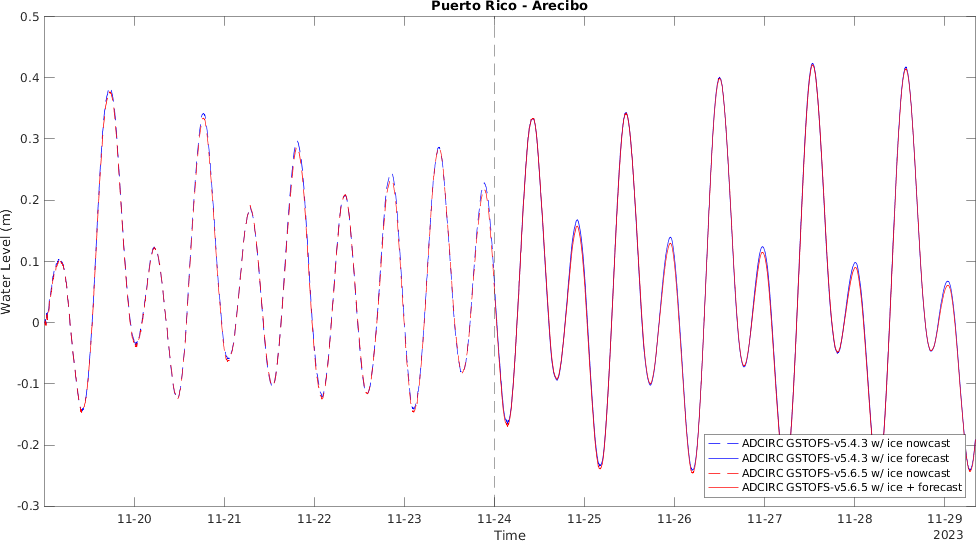 Puerto Rico - Arecibo
0.5
0.4
0.3
0.2
0.1
0
-0.1
-0.2
-0.3
Water Level (m)
ADCIRC GSTOFS-v5.4.3 w/ ice nowcast
ADCIRC GSTOFS-v5.4.3 w/ ice forecast
ADCIRC GSTOFS-v5.6.5 w/ ice nowcast
ADCIRC GSTOFS-v5.6.5 w/ ice + forecast
11-20 11-21 11-22 11-23 11-24 11-25 11-26 11-27 11-28 11-29
Time
2023